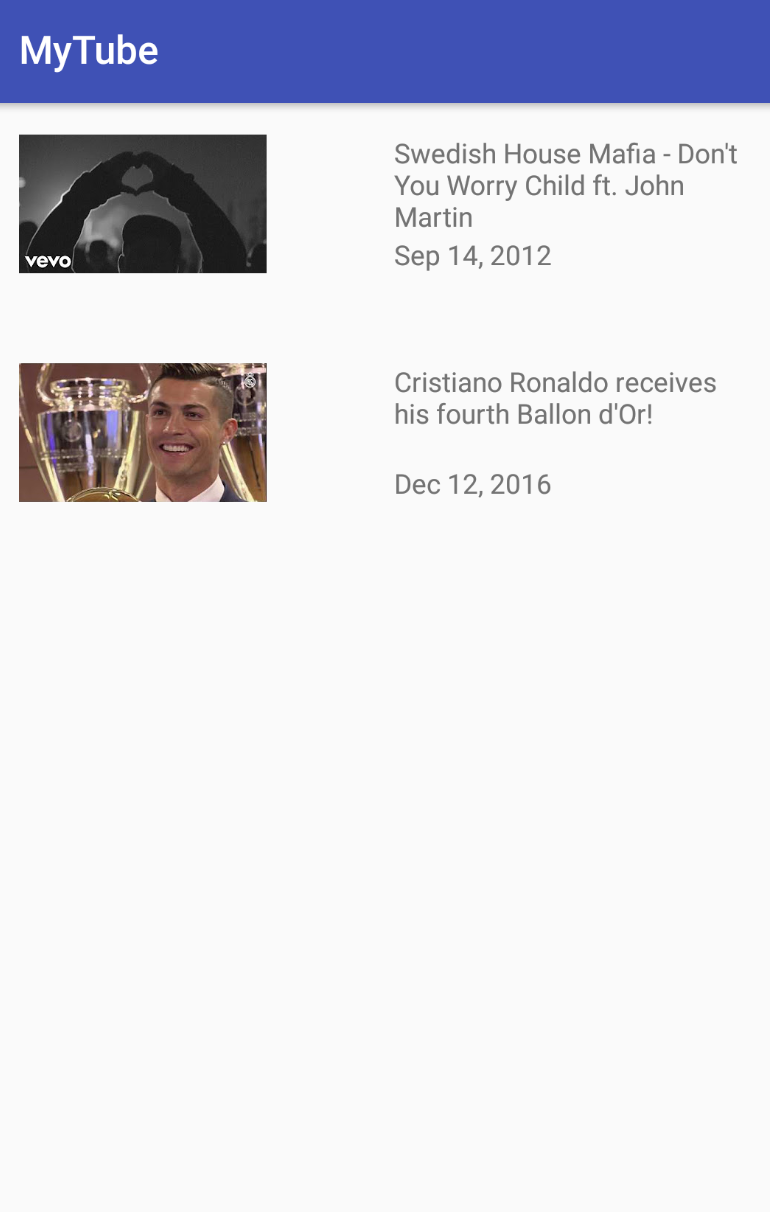 MyTube
vevo
Swedish House Mafia - Don't
You Worry Child ft. John
Martin
Sep 14, 2012
Cristiano Ronaldo receives
his fourth Ballon d'Or!
Dec 12, 2016